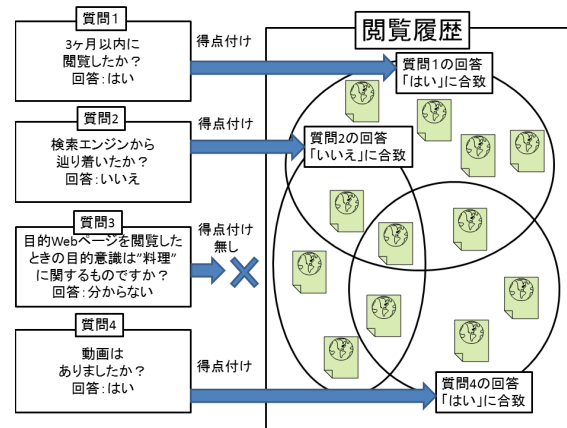 質問1
3ヶ月以内に
閲覧したか?
回答:はい
得点付け
閲覧履歴
質問1の回答
「はい」に合致
質問2
検索エンジンから
辿り着いたか?
回答:いいえ
得点付け
質問2の回答
「いいえ」に合致
質問3
目的Webページを閲覧した
ときの目的意識は"料理"
に関するものですか?
回答:分からない
得点付け
無し
質問4
動画は
ありましたか?
回答:はい
得点付け
質問4の回答
「はい」に合致